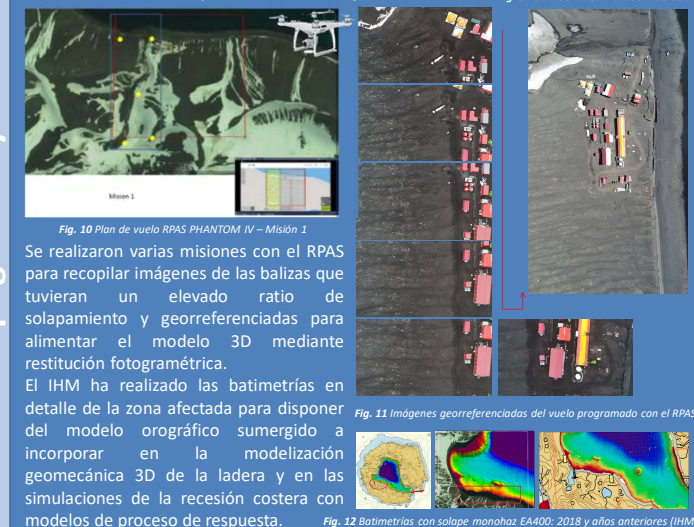 Mision 1
Fig. 10 Plan de vuelo RPAS PHANTOM IV – Misión 1
Se realizaron varias misiones con el RPAS
para recopilar imágenes de las balizas que
tuvieran un elevado ratio de
solapamiento y georreferenciadas para
alimentar el modelo 3D mediante
restitución fotogramétrica.
El IHM ha realizado las batimetrías en
detalle de la zona afectada para disponer
del modelo orográfico sumergido a
incorporar en la modelización
geomecánica 3D de la ladera y en las
simulaciones de la recesión costera con
modelos de proceso de respuesta.
Fig. 11 Imágenes georreferenciadas del vuelo programado con el RPAS
Fig. 12 Batimetrías con solape monohaz EA400: 2018 y años anteriores (IHM